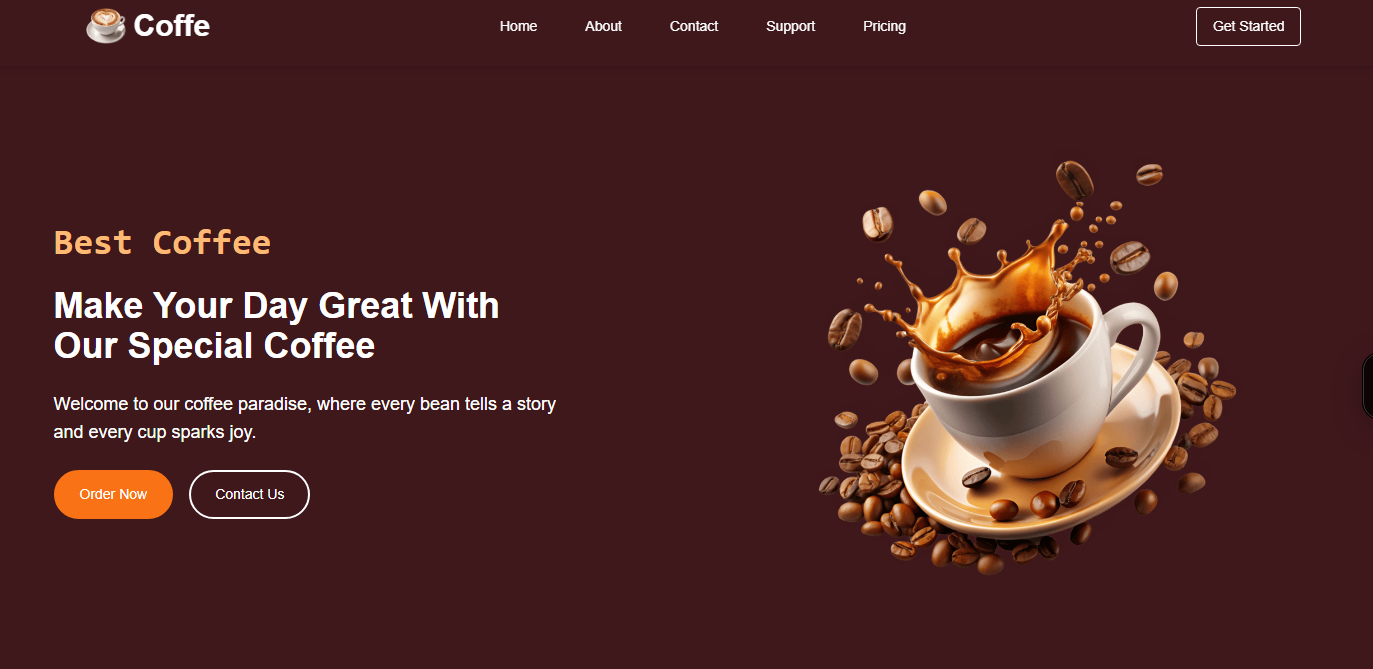 Coffe
Home
About
Contact
Support
Pricing
Get Started
Best Coffee
Make Your Day Great With
Our Special Coffee
Welcome to our coffee paradise, where every bean tells a story
and every cup sparks joy.
Order Now
Contact Us